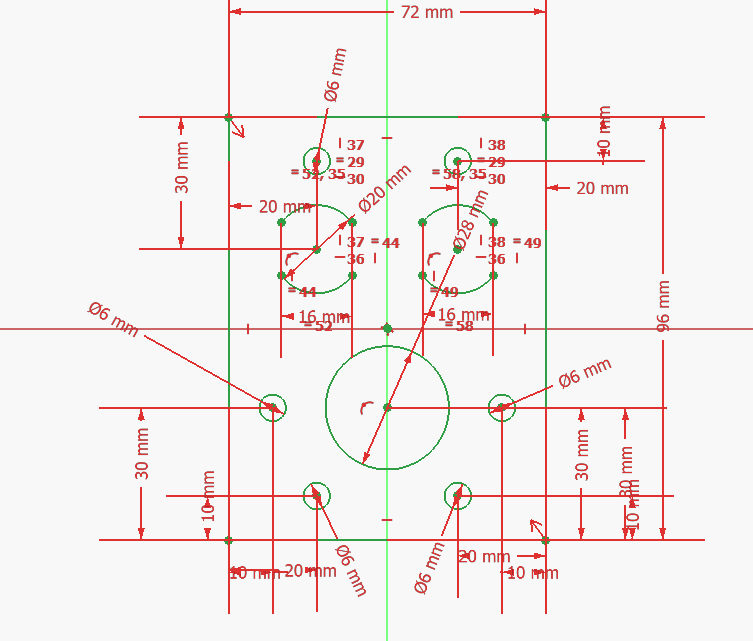 72 mm
Ø6 mm
10 mm
37
38
= 29
= 29
= 52, 35
30
= 58, 35
30
30 mm
Ø20 mm
20 mm
20 mm
Ø28 mm
37 = 44
38 = 49
36
36
= 44
= 49
16 mm
16 mm
= 52
= 58
96 mm
Ø6 mm
Ø6 mm
30 mm
30 mm
30 mm
10 mm
10 mm
Ø6 mm
Ø6 mm
20 mm
10 mm
20 mm
10 mm